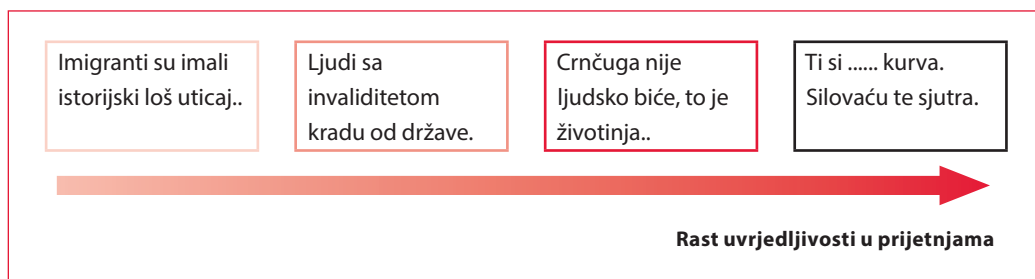 Imigranti su imali
istorijski loš uticaj..
Ljudi sa
invaliditetom
kradu od države.
Crnčuga nije
ljudsko biće, to je
životinja..
Ti si ...... kurva.
Silovaću te sjutra.
Rast uvrjedljivosti u prijetnjama